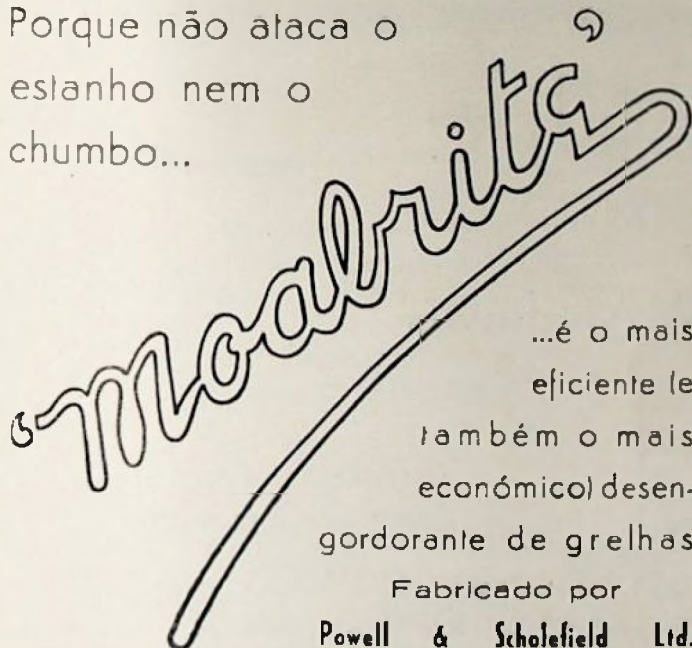 Porque não ataca o
estanho nem o
chumbo...
‘Moabrita’
...é o mais
eficiente (e
também o mais
económico) desen-
gordorante de grelhas
Fabricado por
Powell & Scholefield Ltd.